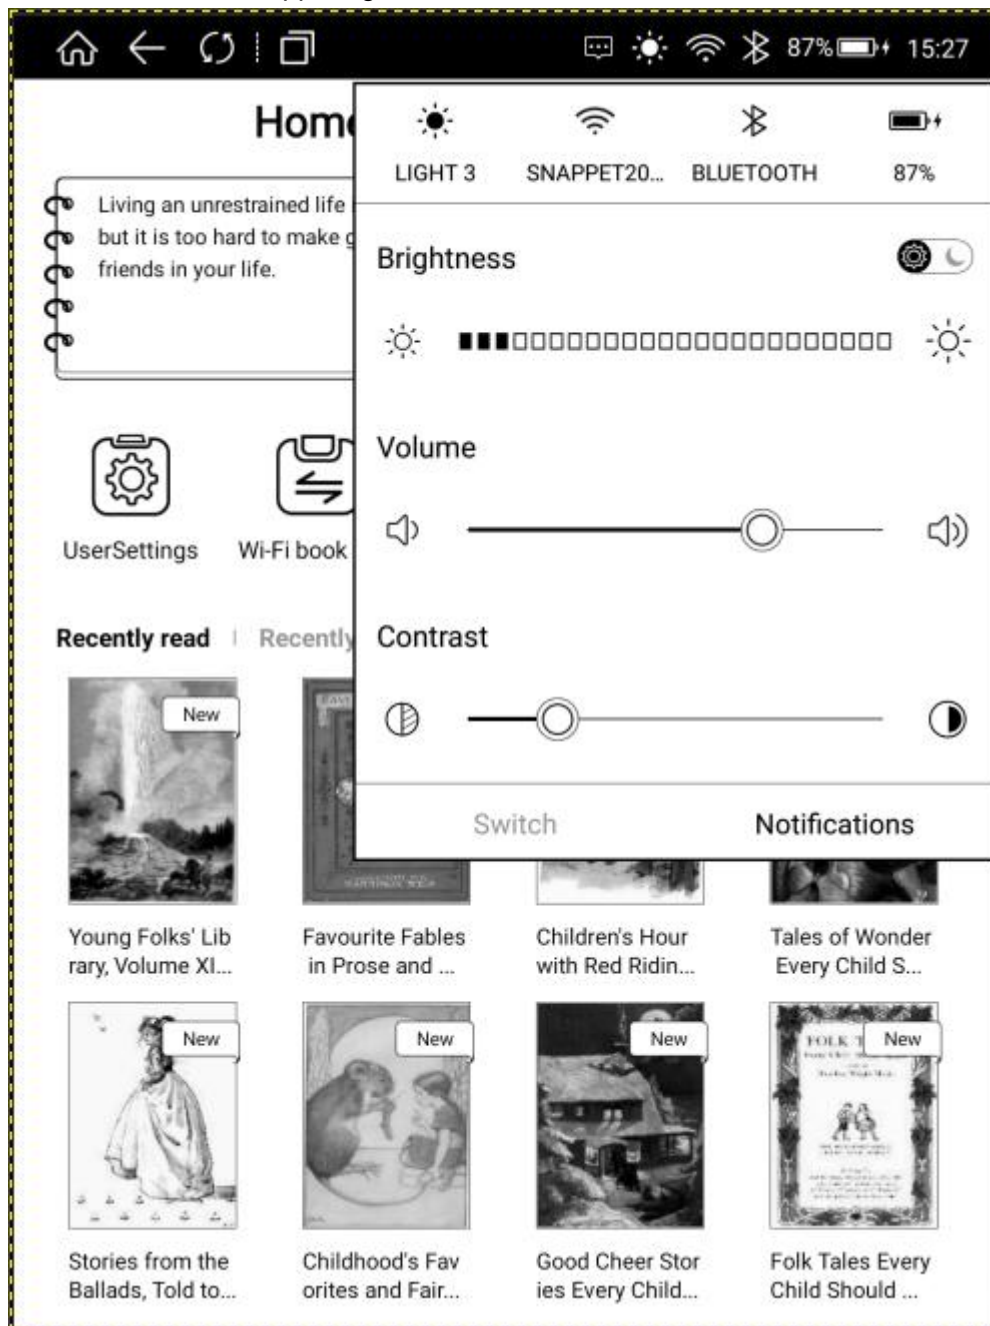 87% 15:27
Home
LIGHT 3 SNAPPET20... BLUETOOTH 87%
Living an unrestrained life
but it is too hard to make
friends in your life.
Brightness
Volume
UserSettings Wi-Fi book
Contrast
Recently read Recently
New
Switch Notifications
Young Folks' Lib
rary, Volume XI...
Favourite Fables
in Prose and ...
Children's Hour
with Red Ridin...
Tales of Wonder
Every Child S...
New
New
New
New
FOLK
Stories from the
Ballads, Told to...
Childhood's Fav
orites and Fair...
Good Cheer Stor
ies Every Child...
Folk Tales Every
Child Should ...